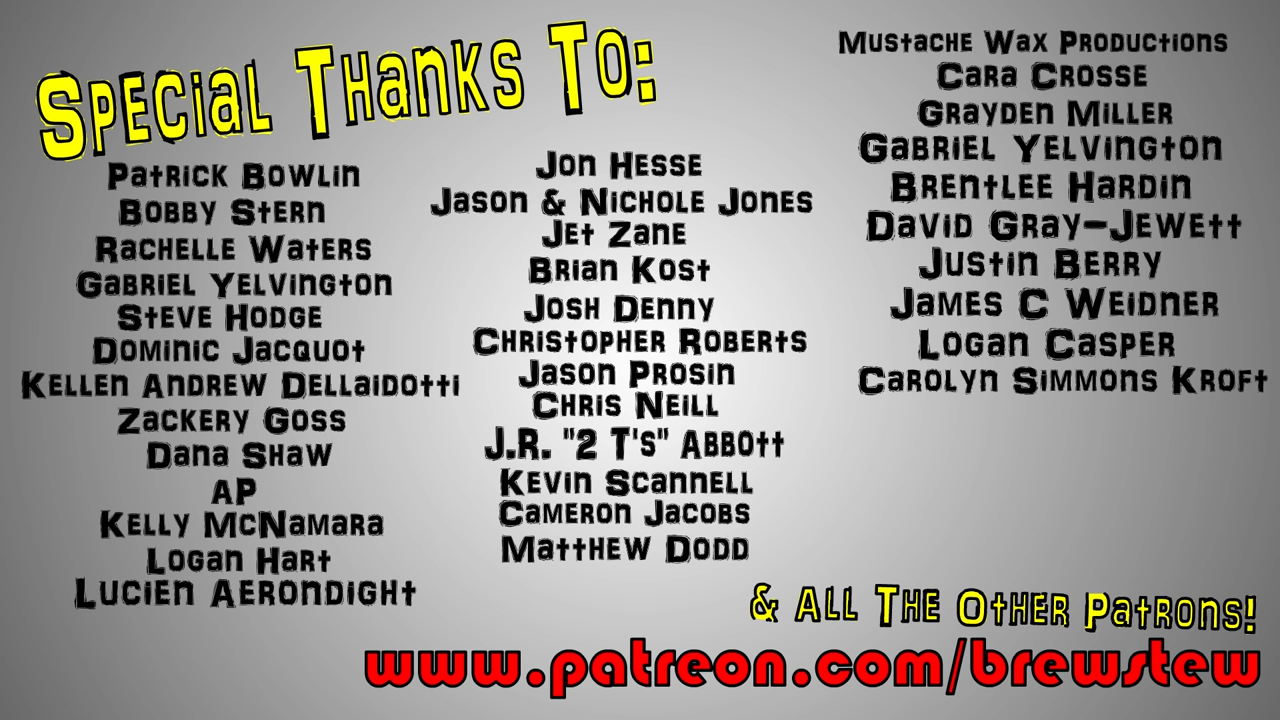 Special Thanks To:
Patrick Bowlin
Bobby Stern
Rachelle Waters
Gabriel Yelvington
Steve Hodge
Dominic Jacquot
Kellen Andrew Dellaidotti
Zackery Goss
Dana Shaw
AP
Kelly McNamara
Logan Hart
Lucien Aerondight
Jon Hesse
Jason & Nichole Jones
Jet Zane
Brian Kost
Josh Denny
Christopher Roberts
Jason Prosin
Chris Neill
J.R. "2 T's" Abbott
Kevin Scannell
Cameron Jacobs
Matthew Dodd
Mustache Wax Productions
Cara Crosse
Grayden Miller
Gabriel Yelvington
Brentlee Hardin
David Gray-Jewett
Justin Berry
James C Weidner
Logan Casper
Carolyn Simmons Kroft
& All The Other Patrons!
www.patreon.com/brewstew